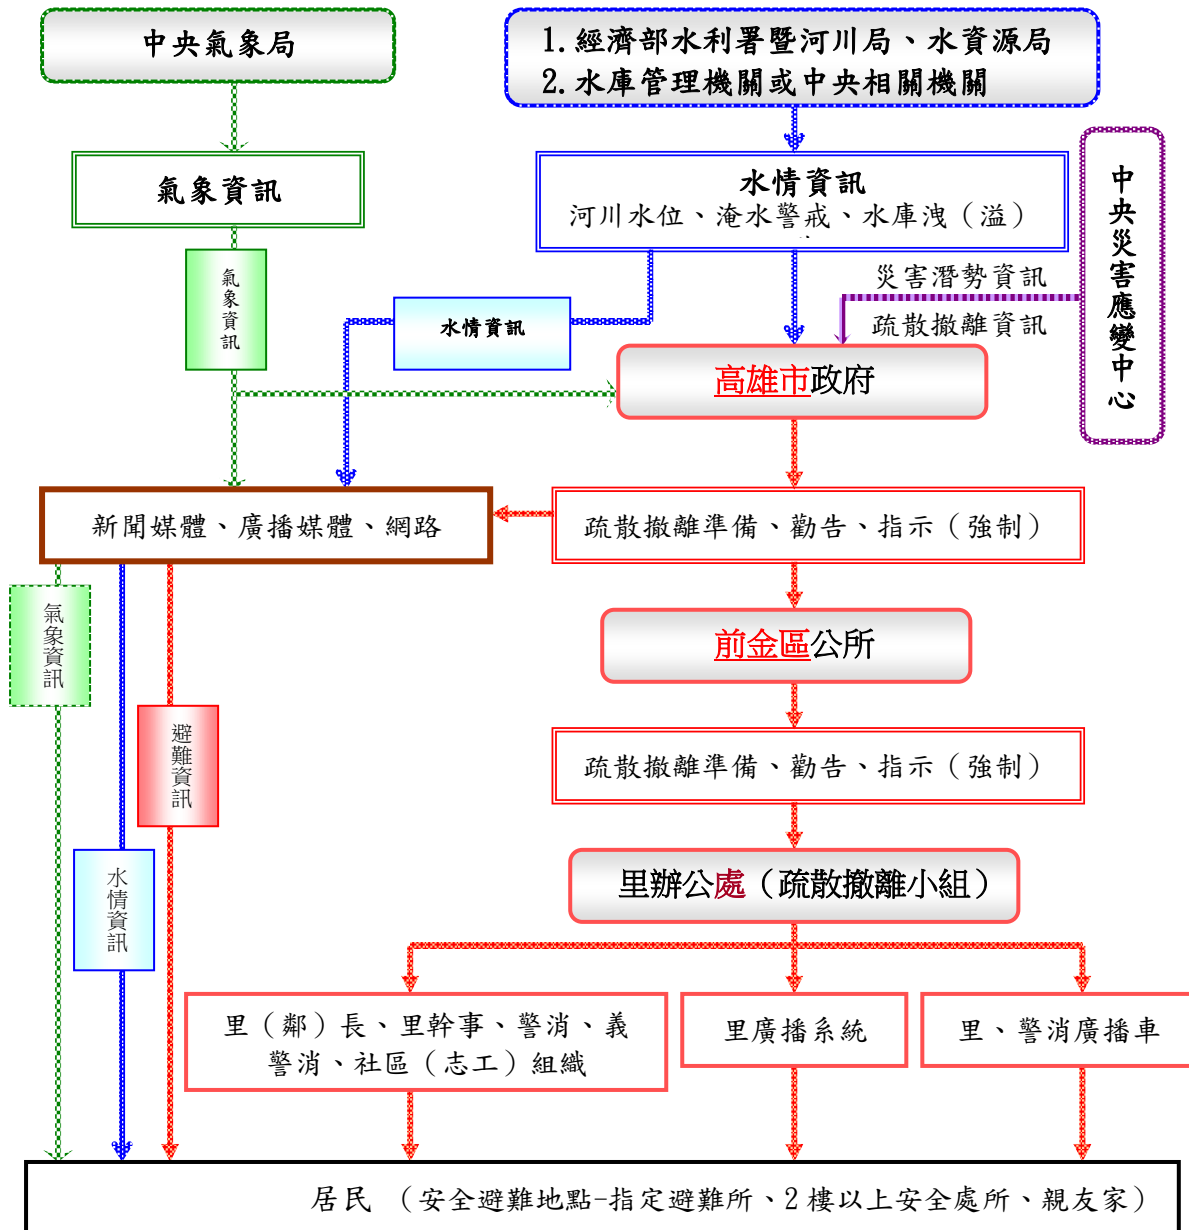 中央氣象局
1.經濟部水利署暨河川局、水資源局
2.水庫管理機關或中央相關機關
氣象資訊
水情資訊
河川水位、淹水警戒、水庫洩（溢）
中央災害應變中心
氣象資訊
水情資訊
災害潛勢資訊
疏散撤離資訊
高雄市政府
新聞媒體、廣播媒體、網路
疏散撤離準備、勸告、指示（強制）
氣象資訊
前金區公所
避難資訊
疏散撤離準備、勸告、指示（強制）
水情資訊
里辦公處（疏散撤離小組）
里（鄰）長、里幹事、警消、義
警消、社區（志工）組織
里廣播系統
里、警消廣播車
居民 （安全避難地點-指定避難所、2樓以上安全處所、親友家）